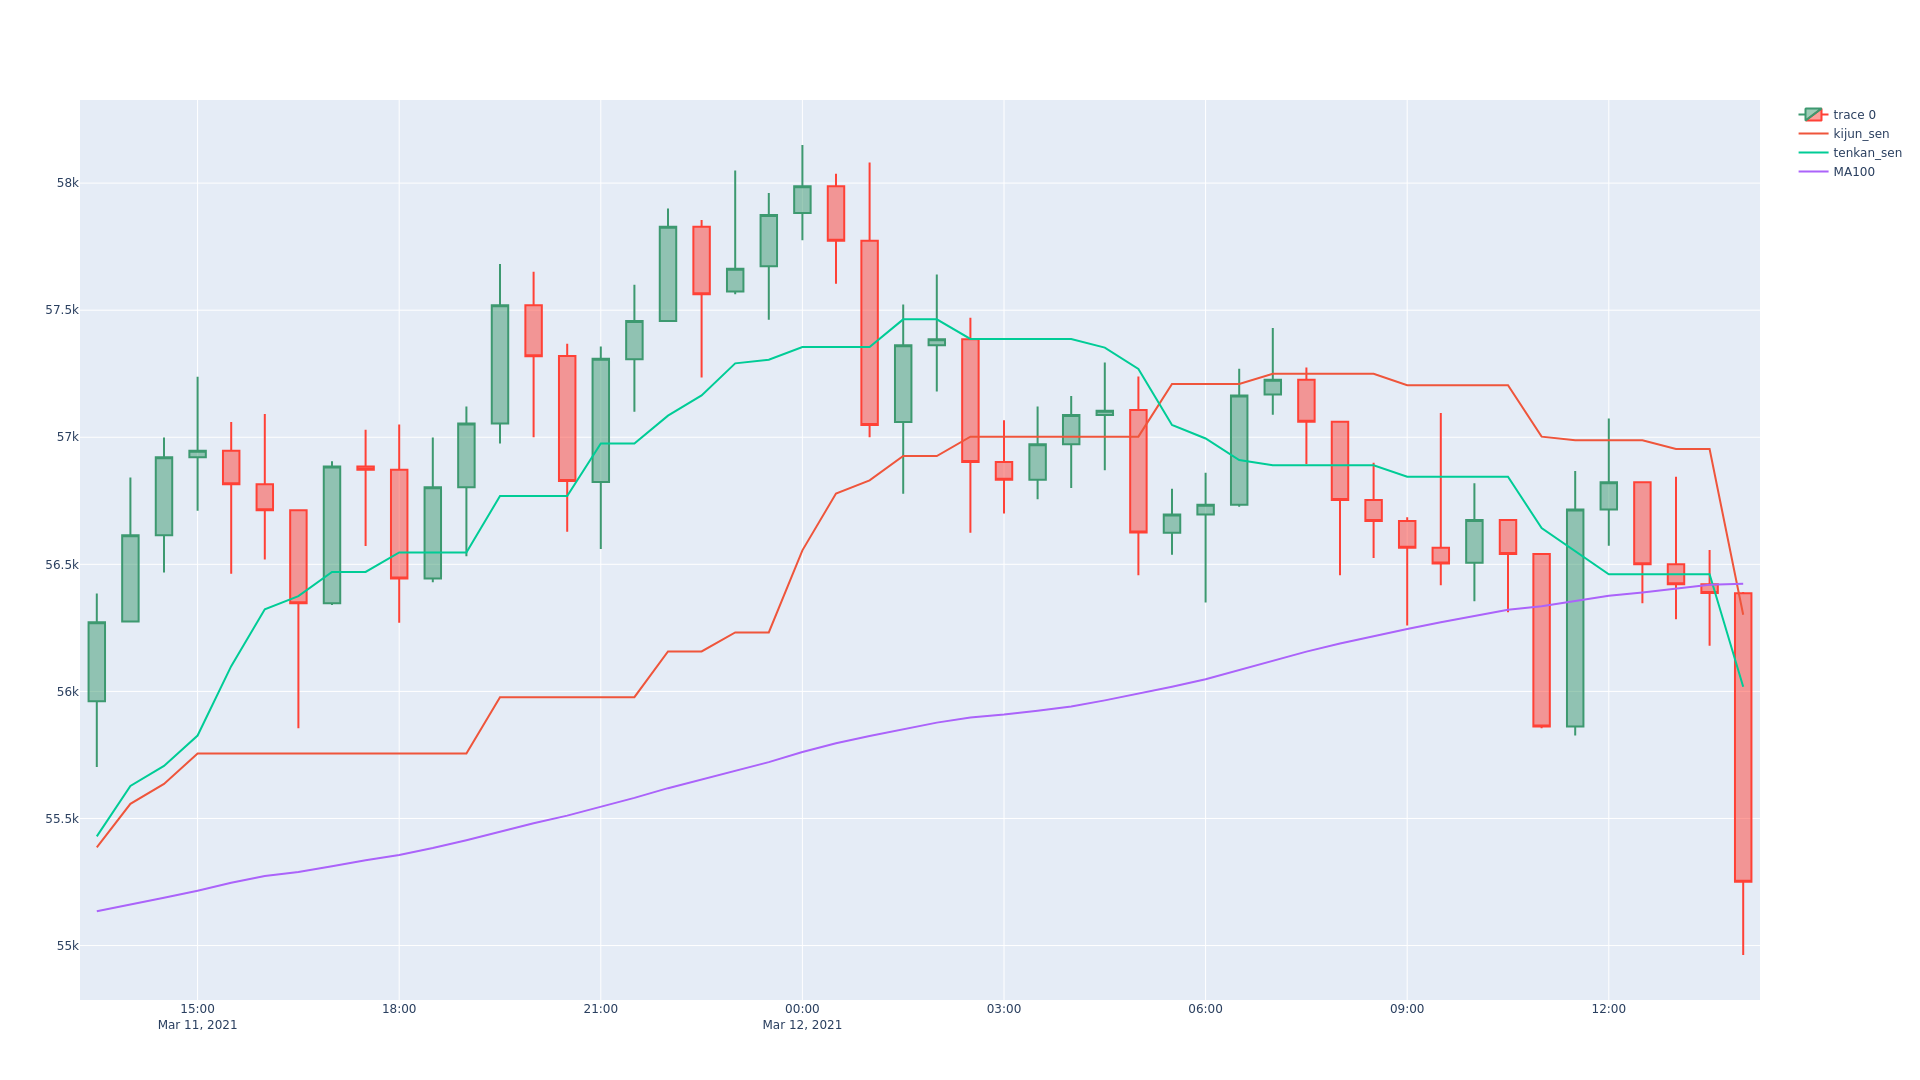 58k
57.5k
57k
56.5k
56k
55.5k
55k
15:00
Mar 11, 2021
18:00
21:00
00:00
Mar 12, 2021
03:00
06:00
09:00
12:00
trace 0
kijun_sen
tenkan_sen
MA100